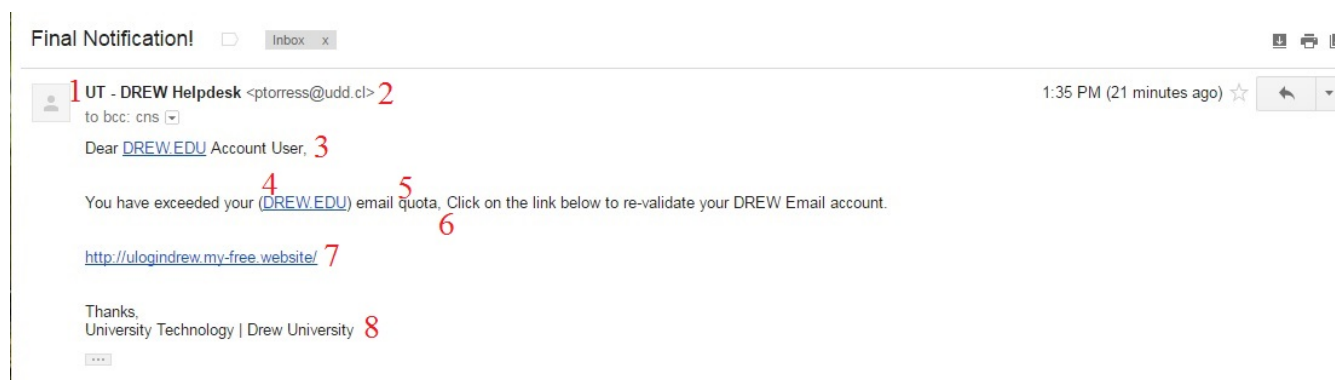 Final Notification! Inbox x
1 UT - DREW Helpdesk <ptorress@udd.cl> 2 1:35 PM (21 minutes ago)
to bcc: cns
Dear DREW.EDU Account User, 3
4 5
You have exceeded your (DREW.EDU) email quota, Click on the link below to re-validate your DREW Email account.
6
http://ulogindrew.my-free.website/ 7
Thanks,
University Technology | Drew University 8
...